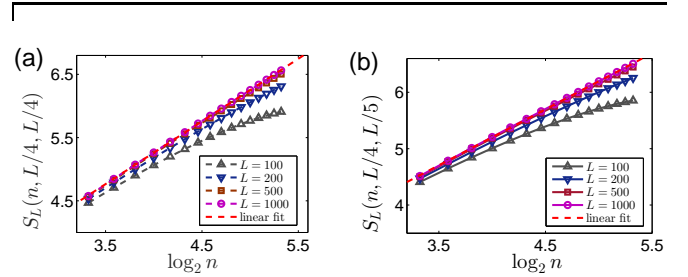 (a)
S_L(n, L/4, L/4)
6.5
5.5
4.5
3.5
4.5
5.5
log₂ n
L = 100
L = 200
L = 500
L = 1000
linear fit
(b)
S_L(n, L/4, L/5)
6
5
4
3.5
4.5
5.5
log₂ n
L = 100
L = 200
L = 500
L = 1000
linear fit